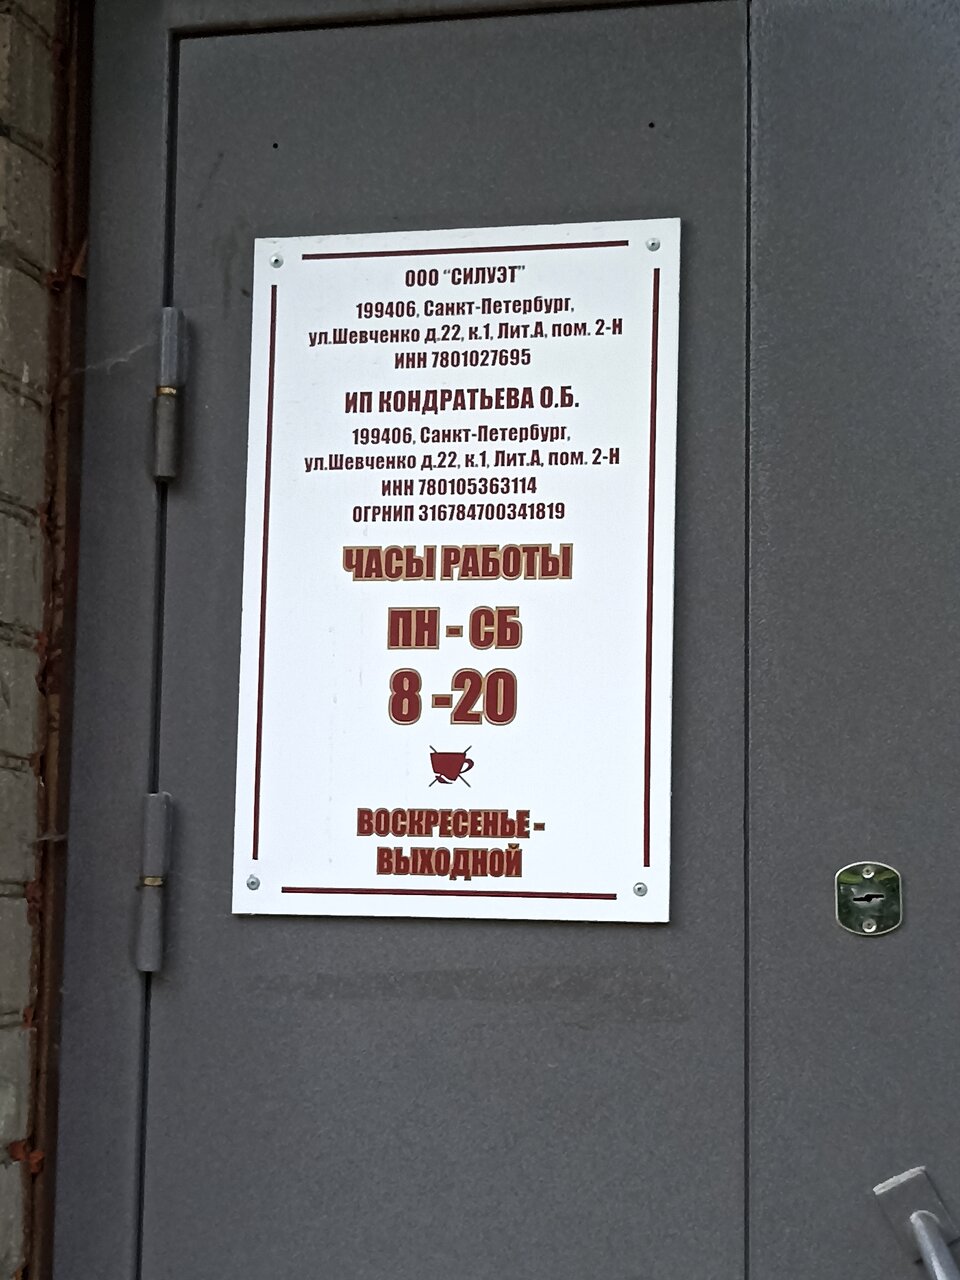 ООО “СИЛУЭТ”
199406, Санкт-Петербург,
ул.Шевченко д.22, к.1, Лит.А, пом. 2-Н
ИНН 7801027695
ИП КОНДРАТЬЕВА О.Б.
199406, Санкт-Петербург,
ул.Шевченко д.22, к.1, Лит.А, пом. 2-Н
ИНН 780105363114
ОГРНИП 316784700341819
ЧАСЫ РАБОТЫ
ПН - СБ
8 -20
ВОСКРЕСЕНЬЕ -
ВЫХОДНОЙ